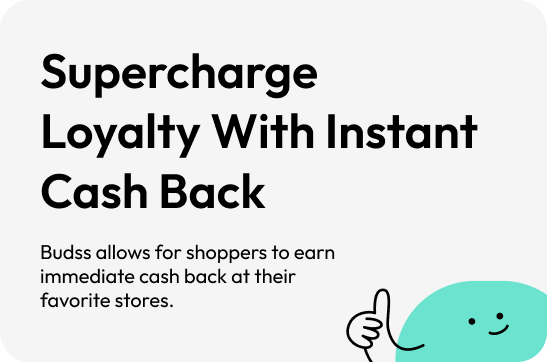 Supercharge
Loyalty With Instant
Cash Back
Budss allows for shoppers to earn
immediate cash back at their
favorite stores.